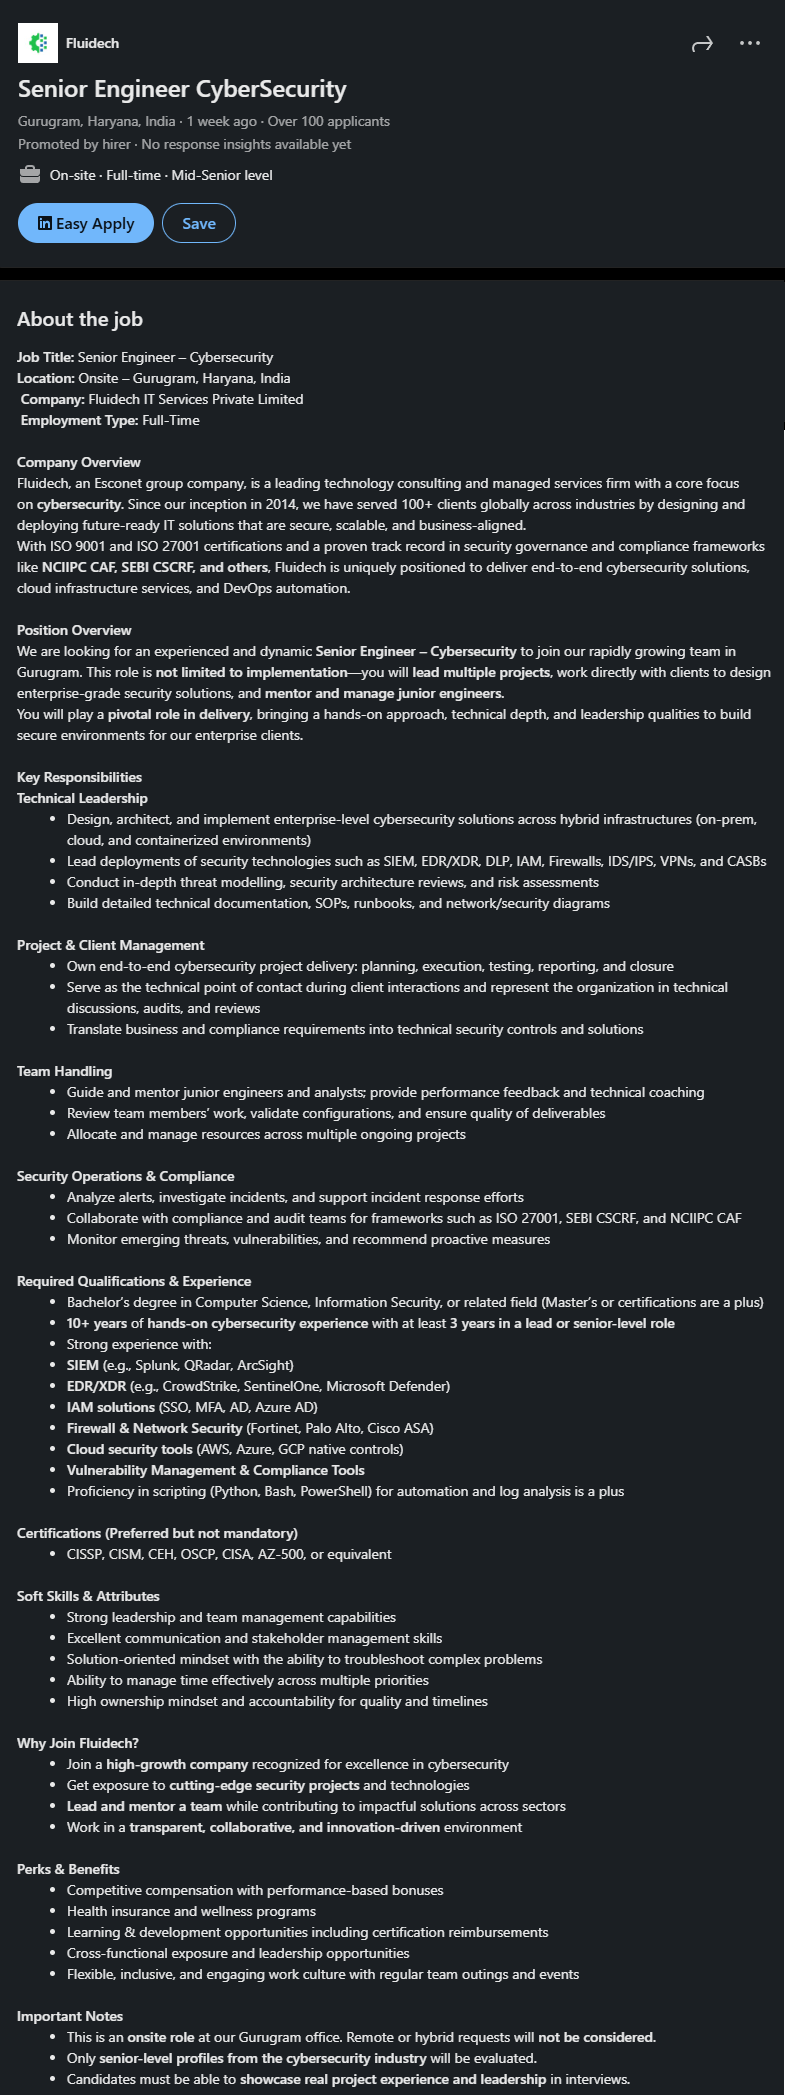 Fluidech
Senior Engineer CyberSecurity
Gurugram, Haryana, India · 1 week ago · Over 100 applicants
Promoted by hirer · No response insights available yet
On-site · Full-time · Mid-Senior level
in Easy Apply
Save
About the job
Job Title: Senior Engineer – Cybersecurity
Location: Onsite – Gurugram, Haryana, India
Company: Fluidech IT Services Private Limited
Employment Type: Full-Time
Company Overview
Fluidech, an Esconet group company, is a leading technology consulting and managed services firm with a core focus
on cybersecurity. Since our inception in 2014, we have served 100+ clients globally across industries by designing and
deploying future-ready IT solutions that are secure, scalable, and business-aligned.
With ISO 9001 and ISO 27001 certifications and a proven track record in security governance and compliance frameworks
like NCIIPC CAF, SEBI CSCRF, and others, Fluidech is uniquely positioned to deliver end-to-end cybersecurity solutions,
cloud infrastructure services, and DevOps automation.
Position Overview
We are looking for an experienced and dynamic Senior Engineer – Cybersecurity to join our rapidly growing team in
Gurugram. This role is not limited to implementation—you will lead multiple projects, work directly with clients to design
enterprise-grade security solutions, and mentor and manage junior engineers.
You will play a pivotal role in delivery, bringing a hands-on approach, technical depth, and leadership qualities to build
secure environments for our enterprise clients.
Key Responsibilities
Technical Leadership
• Design, architect, and implement enterprise-level cybersecurity solutions across hybrid infrastructures (on-prem,
cloud, and containerized environments)
• Lead deployments of security technologies such as SIEM, EDR/XDR, DLP, IAM, Firewalls, IDS/IPS, VPNs, and CASBs
• Conduct in-depth threat modelling, security architecture reviews, and risk assessments
• Build detailed technical documentation, SOPs, runbooks, and network/security diagrams
Project & Client Management
• Own end-to-end cybersecurity project delivery: planning, execution, testing, reporting, and closure
• Serve as the technical point of contact during client interactions and represent the organization in technical
discussions, audits, and reviews
• Translate business and compliance requirements into technical security controls and solutions
Team Handling
• Guide and mentor junior engineers and analysts; provide performance feedback and technical coaching
• Review team members’ work, validate configurations, and ensure quality of deliverables
• Allocate and manage resources across multiple ongoing projects
Security Operations & Compliance
• Analyze alerts, investigate incidents, and support incident response efforts
• Collaborate with compliance and audit teams for frameworks such as ISO 27001, SEBI CSCRF, and NCIIPC CAF
• Monitor emerging threats, vulnerabilities, and recommend proactive measures
Required Qualifications & Experience
• Bachelor’s degree in Computer Science, Information Security, or related field (Master’s or certifications are a plus)
• 10+ years of hands-on cybersecurity experience with at least 3 years in a lead or senior-level role
• Strong experience with:
• SIEM (e.g., Splunk, QRadar, ArcSight)
• EDR/XDR (e.g., CrowdStrike, SentinelOne, Microsoft Defender)
• IAM solutions (SSO, MFA, AD, Azure AD)
• Firewall & Network Security (Fortinet, Palo Alto, Cisco ASA)
• Cloud security tools (AWS, Azure, GCP native controls)
• Vulnerability Management & Compliance Tools
• Proficiency in scripting (Python, Bash, PowerShell) for automation and log analysis is a plus
Certifications (Preferred but not mandatory)
• CISSP, CISM, CEH, OSCP, CISA, AZ-500, or equivalent
Soft Skills & Attributes
• Strong leadership and team management capabilities
• Excellent communication and stakeholder management skills
• Solution-oriented mindset with the ability to troubleshoot complex problems
• Ability to manage time effectively across multiple priorities
• High ownership mindset and accountability for quality and timelines
Why Join Fluidech?
• Join a high-growth company recognized for excellence in cybersecurity
• Get exposure to cutting-edge security projects and technologies
• Lead and mentor a team while contributing to impactful solutions across sectors
• Work in a transparent, collaborative, and innovation-driven environment
Perks & Benefits
• Competitive compensation with performance-based bonuses
• Health insurance and wellness programs
• Learning & development opportunities including certification reimbursements
• Cross-functional exposure and leadership opportunities
• Flexible, inclusive, and engaging work culture with regular team outings and events
Important Notes
• This is an onsite role at our Gurugram office. Remote or hybrid requests will not be considered.
• Only senior-level profiles from the cybersecurity industry will be evaluated.
• Candidates must be able to showcase real project experience and leadership in interviews.